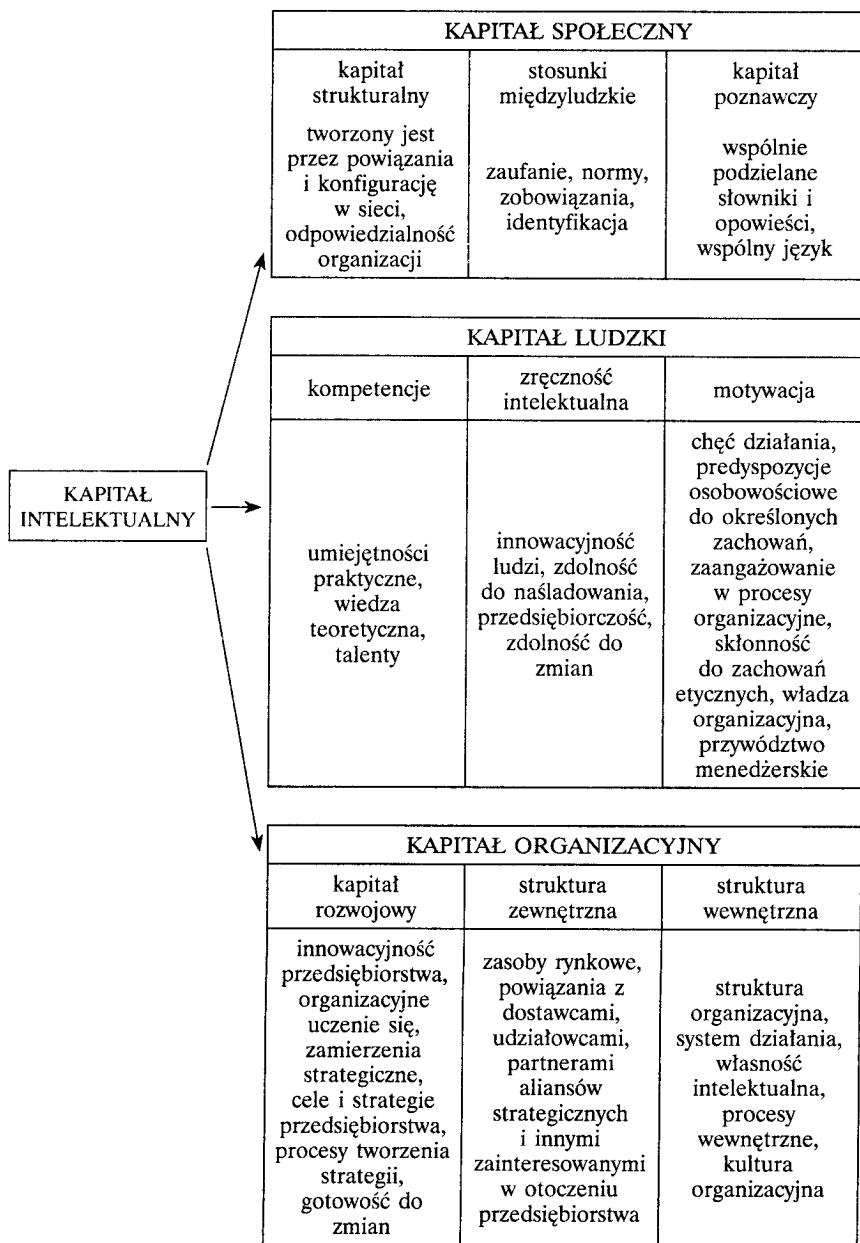 KAPITAŁ SPOŁECZNY
kapitał
strukturalny
stosunki
międzyludzkie
kapitał
poznawczy
tworzony jest
przez powiązania
i konfigurację
w sieci,
odpowiedzialność
organizacji
zaufanie, normy,
zobowiązania,
identyfikacja
wspólnie
podzielane
słowniki i
opowieści,
wspólny język
KAPITAŁ
INTELEKTUALNY
KAPITAŁ LUDZKI
kompetencje
zręczność
intelektualna
motywacja
umiejętności
praktyczne,
wiedza
teoretyczna,
talenty
innowacyjność
ludzi, zdolność
do naśladowania,
przedsiębiorczość,
zdolność do
zmian
chęć działania,
predyspozycje
osobowościowe
do określonych
zachowań,
zaangażowanie
w procesy
organizacyjne,
skłonność
do zachowań
etycznych, władza
organizacyjna,
przywództwo
menedżerskie
KAPITAŁ ORGANIZACYJNY
kapitał
rozwojowy
struktura
zewnętrzna
struktura
wewnętrzna
innowacyjność
przedsiębiorstwa,
organizacyjne
uczenie się,
zamierzenia
strategiczne,
cele i strategie
przedsiębiorstwa,
procesy tworzenia
strategii,
gotowość do
zmian
zasoby rynkowe,
powiązania z
dostawcami,
udziałowcami,
partnerami
aliansów
strategicznych
i innymi
zainteresowanymi
w otoczeniu
przedsiębiorstwa
struktura
organizacyjna,
system działania,
własność
intelektualna,
procesy
wewnętrzne,
kultura
organizacyjna